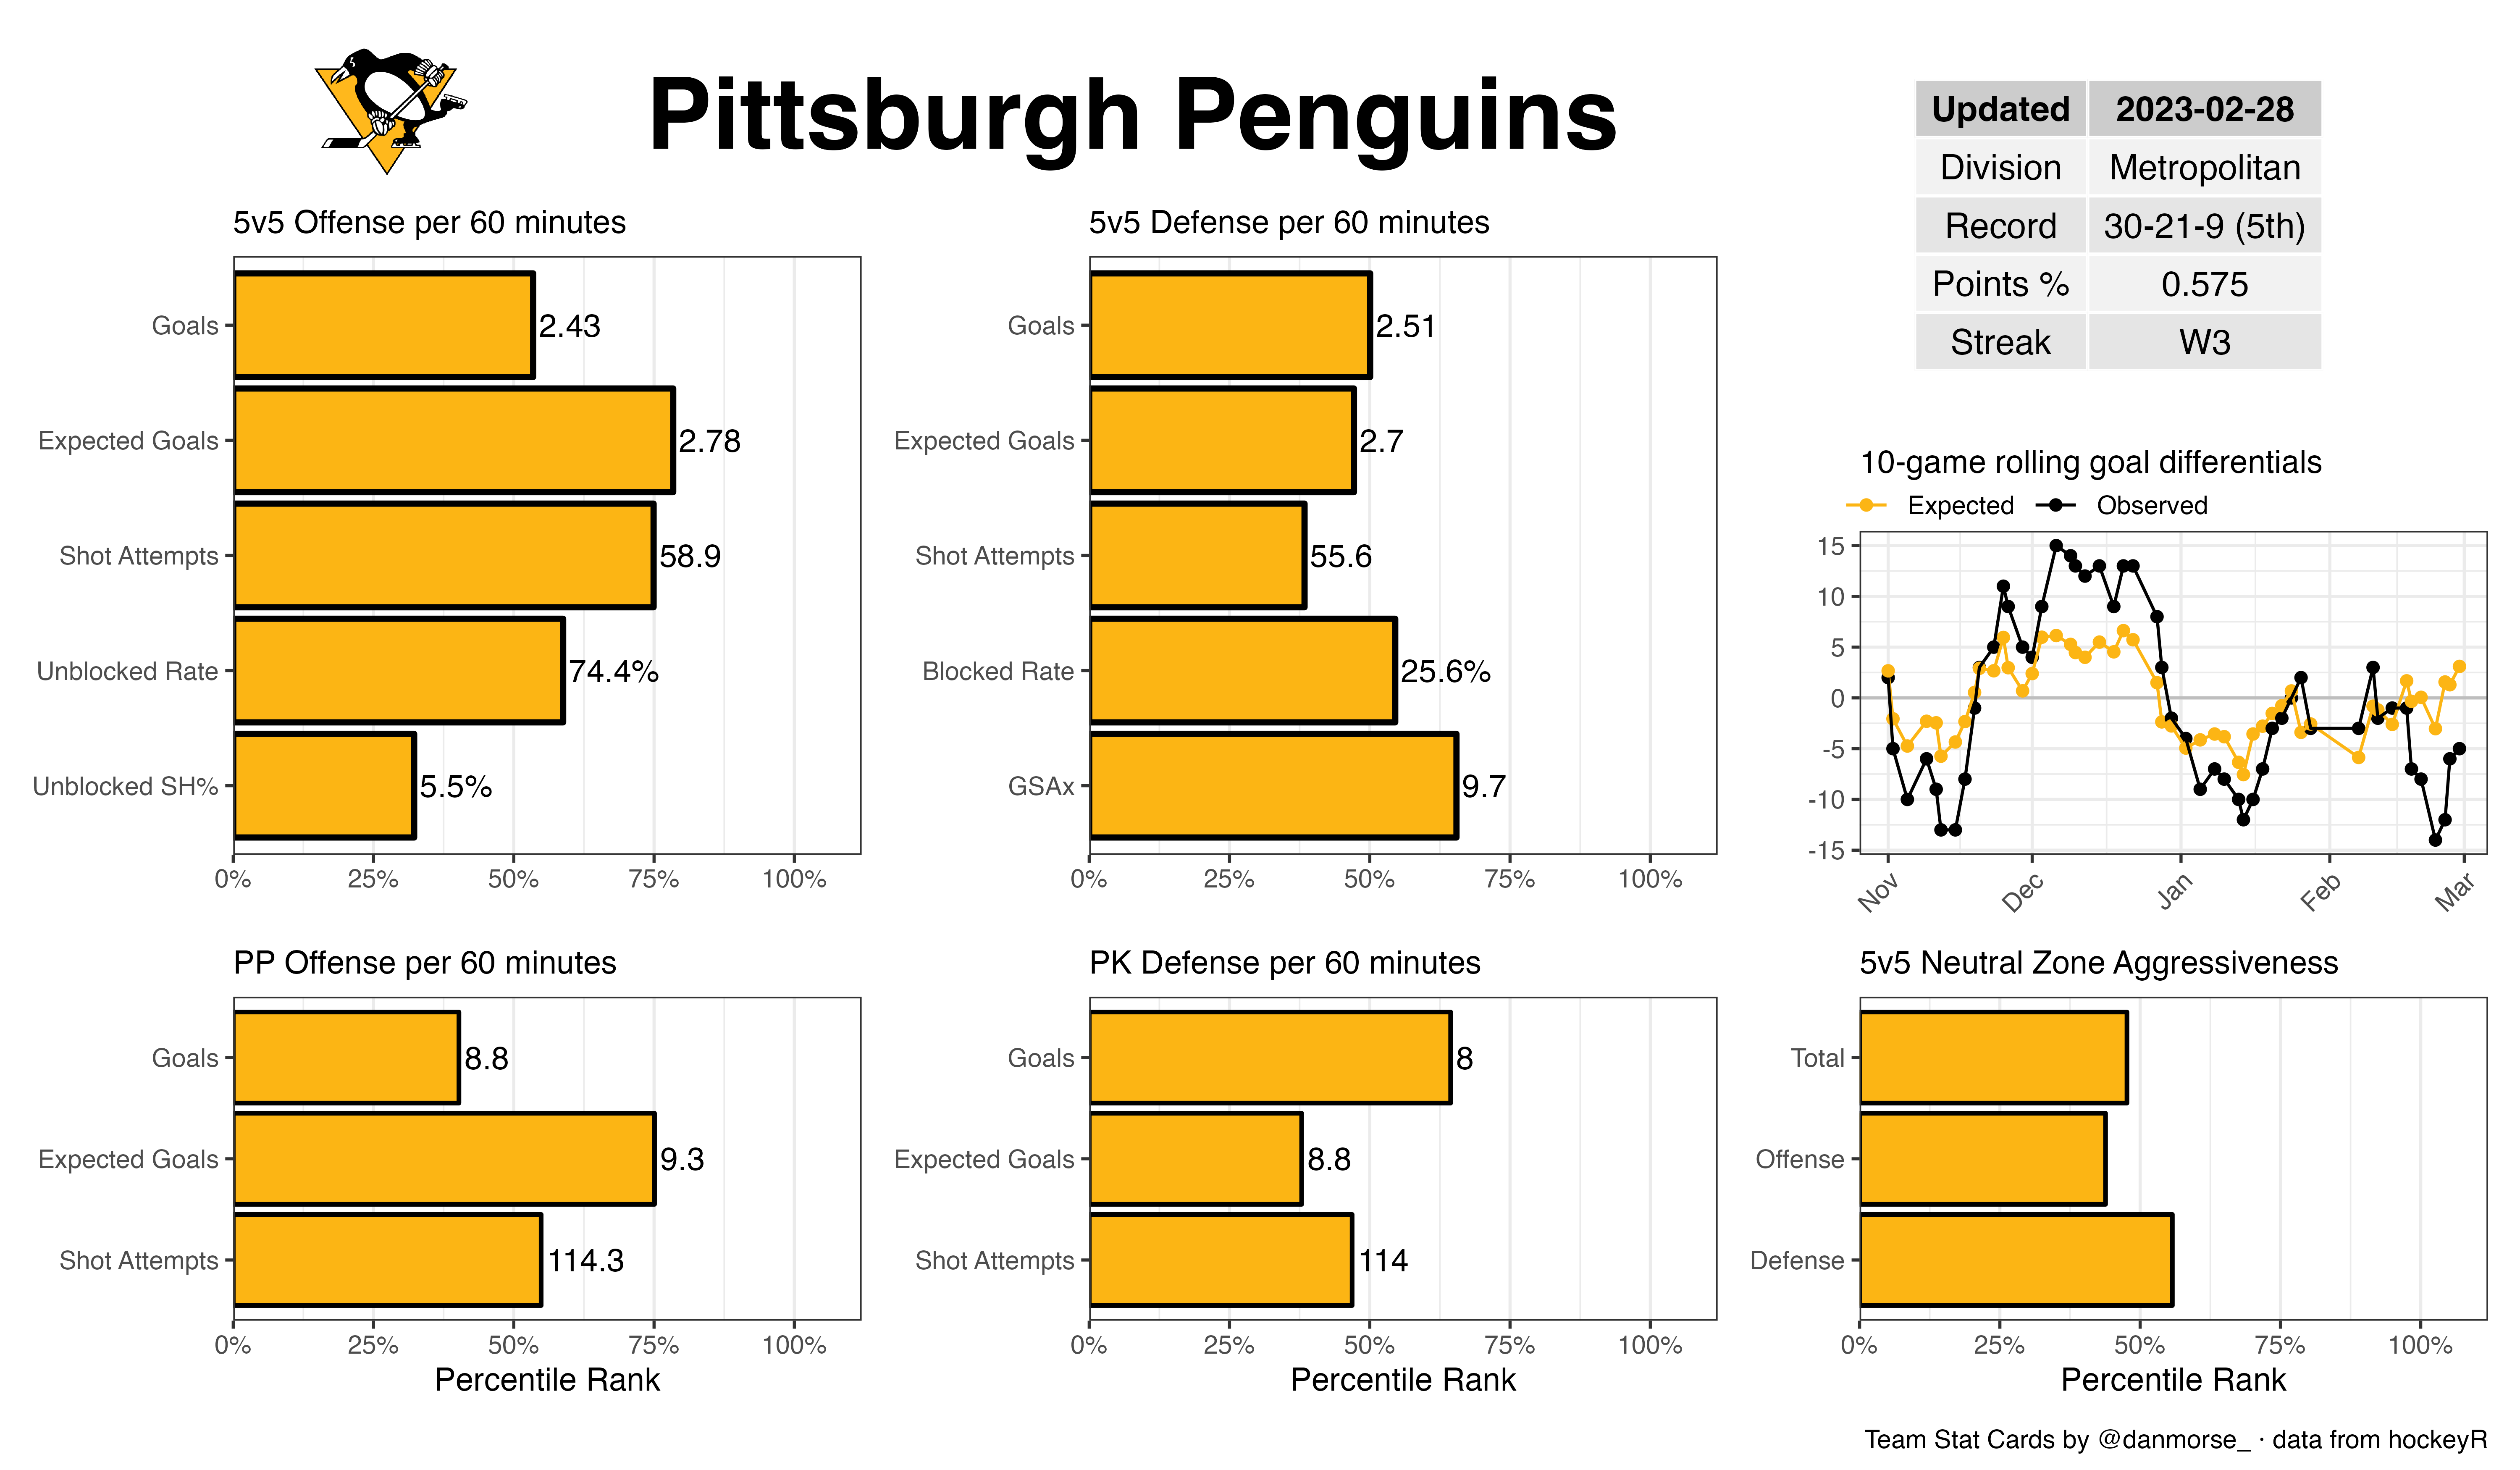 Pittsburgh Penguins
Updated 2023-02-28
Division Metropolitan
Record 30-21-9 (5th)
Points % 0.575
Streak W3
5v5 Offense per 60 minutes
Goals 2.43
Expected Goals 2.78
Shot Attempts 58.9
Unblocked Rate 74.4%
Unblocked SH% 5.5%
0% 25% 50% 75% 100%
5v5 Defense per 60 minutes
Goals 2.51
Expected Goals 2.7
Shot Attempts 55.6
Blocked Rate 25.6%
GSAx 9.7
0% 25% 50% 75% 100%
10-game rolling goal differentials
Expected Observed
15
10
5
0
-5
-10
-15
Nov Dec Jan Feb Mar
PP Offense per 60 minutes
Goals 8.8
Expected Goals 9.3
Shot Attempts 114.3
0% 25% 50% 75% 100%
Percentile Rank
PK Defense per 60 minutes
Goals 8
Expected Goals 8.8
Shot Attempts 114
0% 25% 50% 75% 100%
Percentile Rank
5v5 Neutral Zone Aggressiveness
Total
Offense
Defense
0% 25% 50% 75% 100%
Percentile Rank
Team Stat Cards by @danmorse_ · data from hockeyR